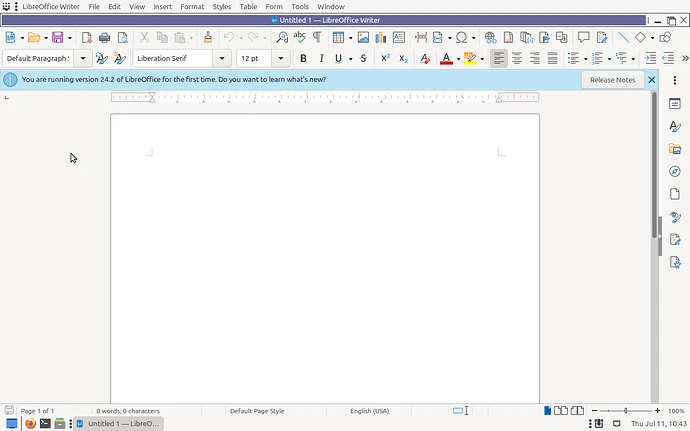 LibreOffice Writer File Edit View Insert Format Styles Table Form Tools Window
Untitled 1 — LibreOffice Writer
Liberation Serif 12 pt
Default Paragraph
You are running version 24.2 of LibreOffice for the first time. Do you want to learn what's new? Release Notes
Page 1 of 1 0 words, 0 characters Default Page Style English (USA) 100%
Untitled 1 — LibreO... Thu Jul 11, 10:43